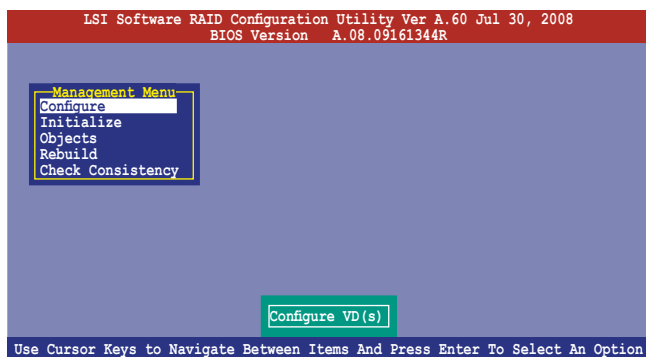 LSI Software RAID Configuration Utility Ver A.60 Jul 30, 2008
BIOS Version A.08.09161344R
Management Menu
Configure
Initialize
Objects
Rebuild
Check Consistency
Configure VD(s)
Use Cursor Keys to Navigate Between Items And Press Enter To Select An Option